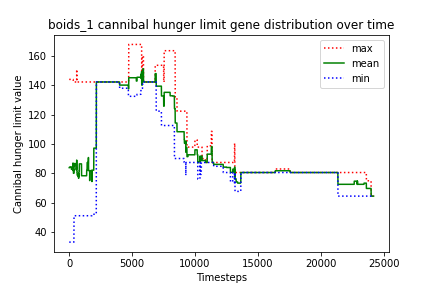 boids_1 cannibal hunger limit gene distribution over time
max
mean
min
Cannibal hunger limit value
160
140
120
100
80
60
40
0
5000
10000
15000
20000
25000
Timesteps